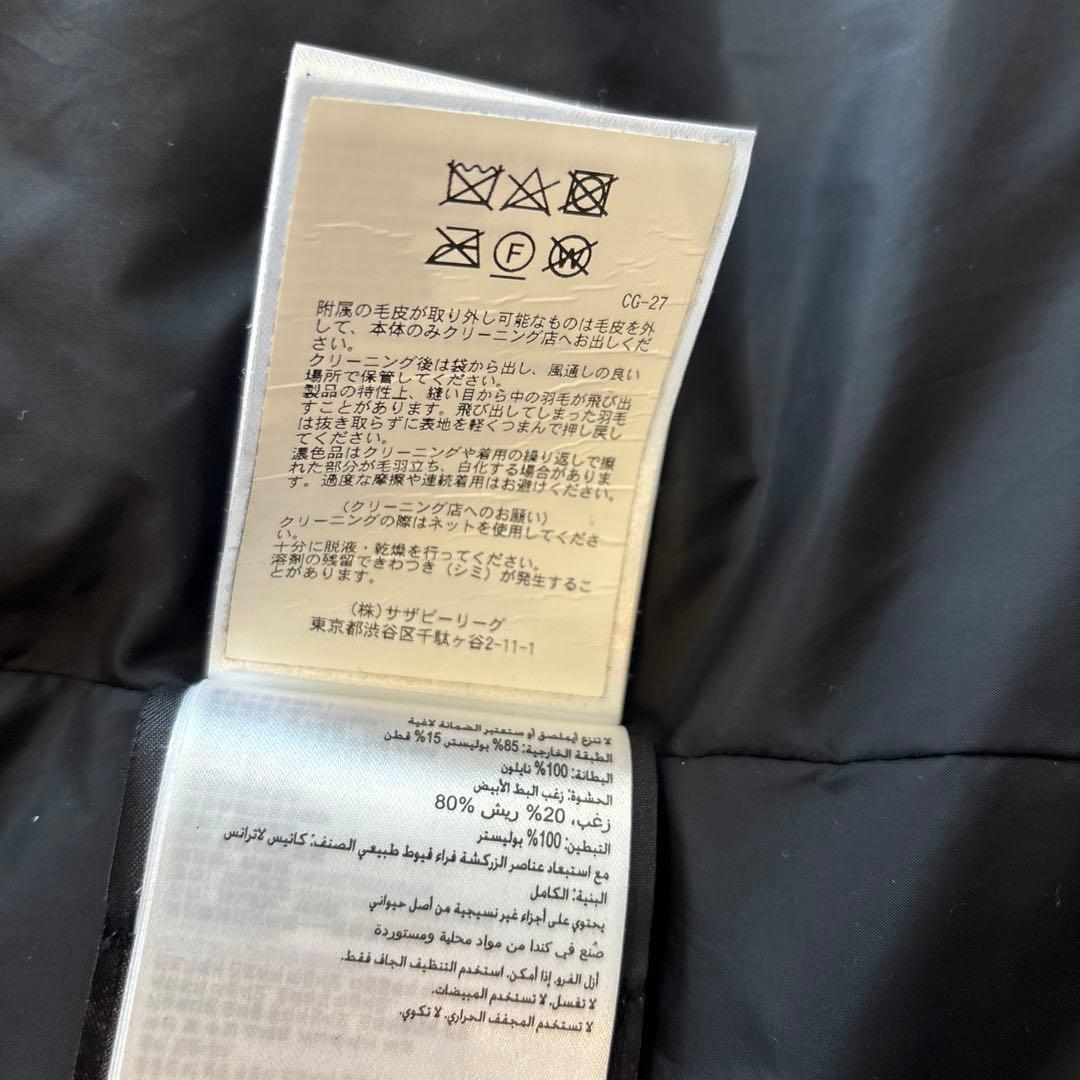 F
W
CG-27
附属の毛皮が取り外し可能なものは毛皮を外
して、本体のみクリーニング店へお出しくだ
さい。
クリーニング後は袋から出し、風通しの良い
場所で保管してください。
製品の特性上、縫い目から中の羽毛が飛び出
すことがあります。飛び出してしまった羽毛
は抜き取らずに表地を軽くつまんで押し戻し
てください。
濃色品はクリーニングや着用の繰り返しで擦
れた部分が毛羽立ち、白化する場合がありま
す。過度な摩擦や連続着用はお避けください。
(クリーニング店へのお願い)
クリーニングの際はネットを使用してくださ
い。
十分に脱液・乾燥を行ってください。
溶剤の残留できわつき(シミ)が発生するこ
とがあります。
(株)サザビーリーグ
東京都渋谷区千駄ヶ谷2-11-1
لا تنزع أيملصق أو ستعتبر الضمانة لاغية
الطبقة الخارجية: 85% بوليستر, 15% قطن
البطانة: 100% نايلون
الحشوة: زغب البط الأبيض
زغب، 20% ريش 80%
التبطين: 100% بوليستر
مع استبعاد عناصر الزركشة فراء قيوط طبيعي الصنف: كانيس لاترانس
البنية: الكامل
يحتوي على أجزاء غير نسيجية من أصل حيواني
صُنع في كندا من مواد محلية ومستوردة
أزل الفرو, إذا أمكن. استخدم التنظيف الجاف فقط.
لا تغسل. لا تستخدم المبيضات.
لا تستخدم المجفف الحراري. لا تكوي.